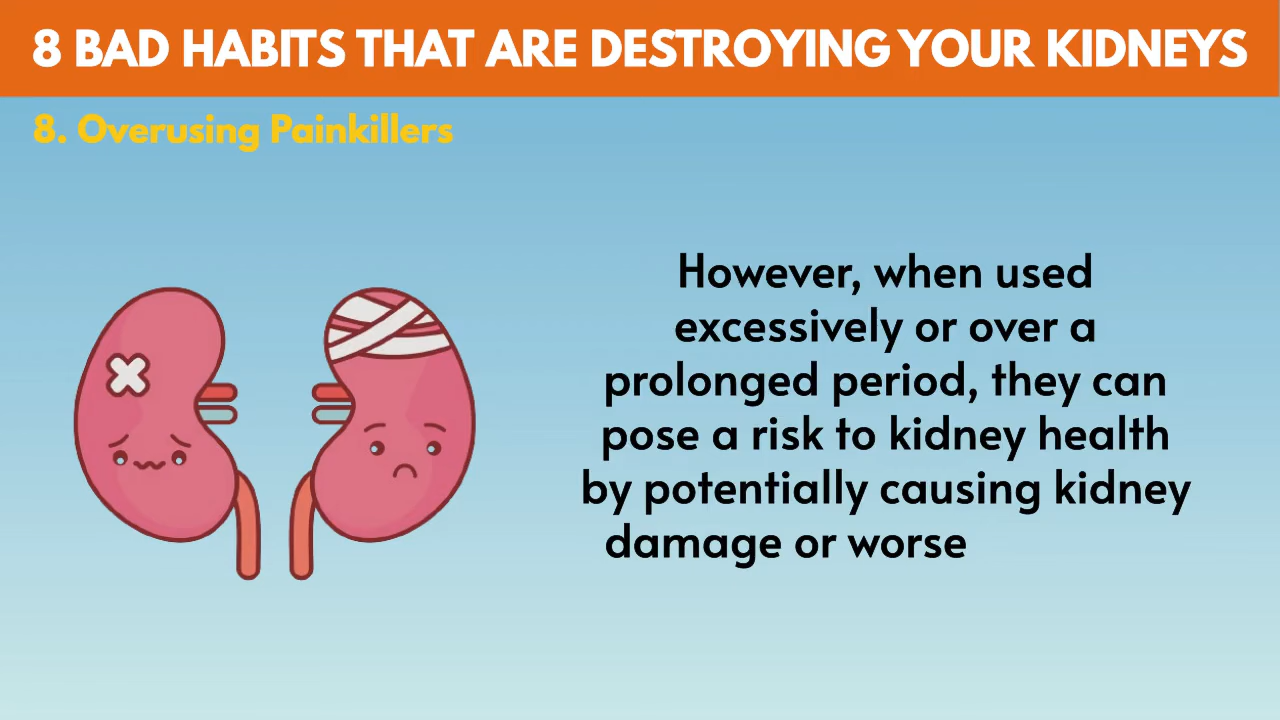 8 BAD HABITS THAT ARE DESTROYING YOUR KIDNEYS
8. Overusing Painkillers
However, when used
excessively or over a
prolonged period, they can
pose a risk to kidney health
by potentially causing kidney
damage or worse